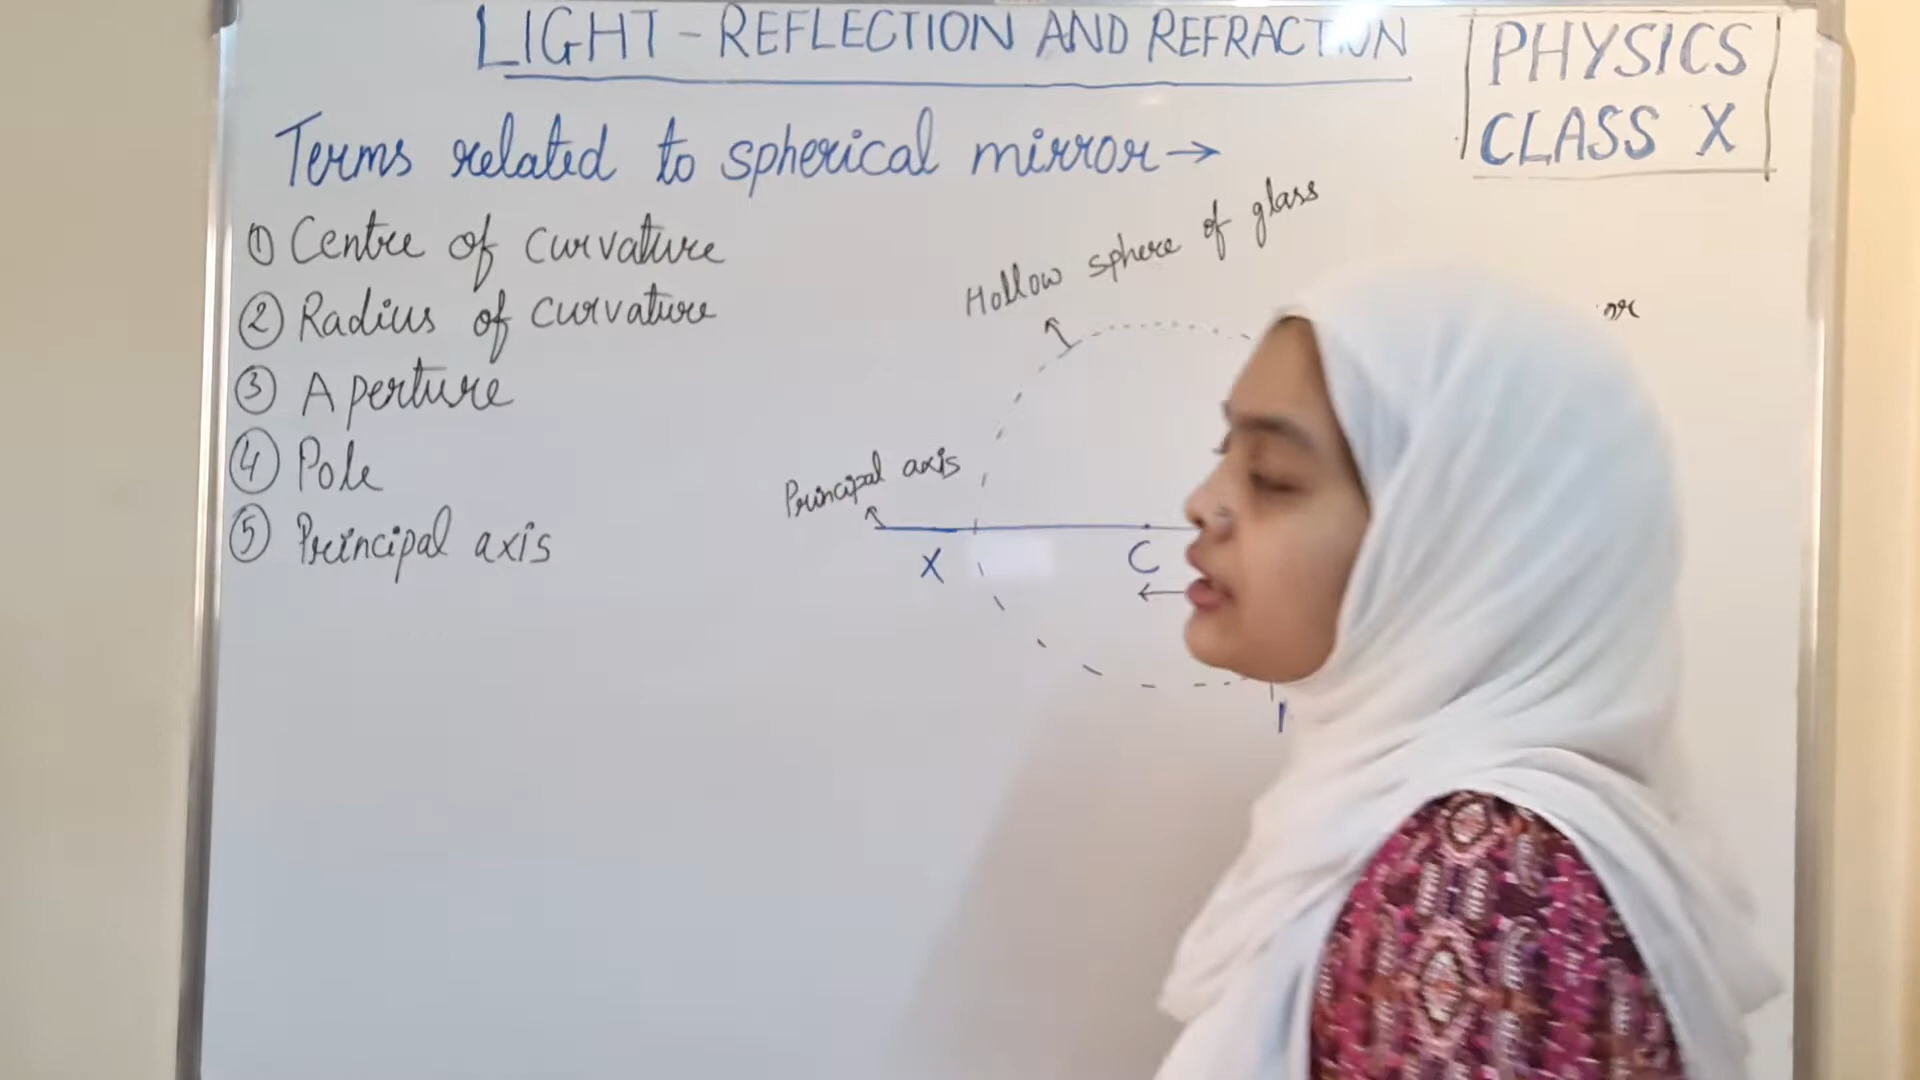 LIGHT - REFLECTION AND REFRACTION
PHYSICS
CLASS X
Terms related to spherical mirror →
① Centre of curvature
② Radius of curvature
③ Aperture
④ Pole
⑤ Principal axis
Hollow sphere of glass
Principal axis
X
C